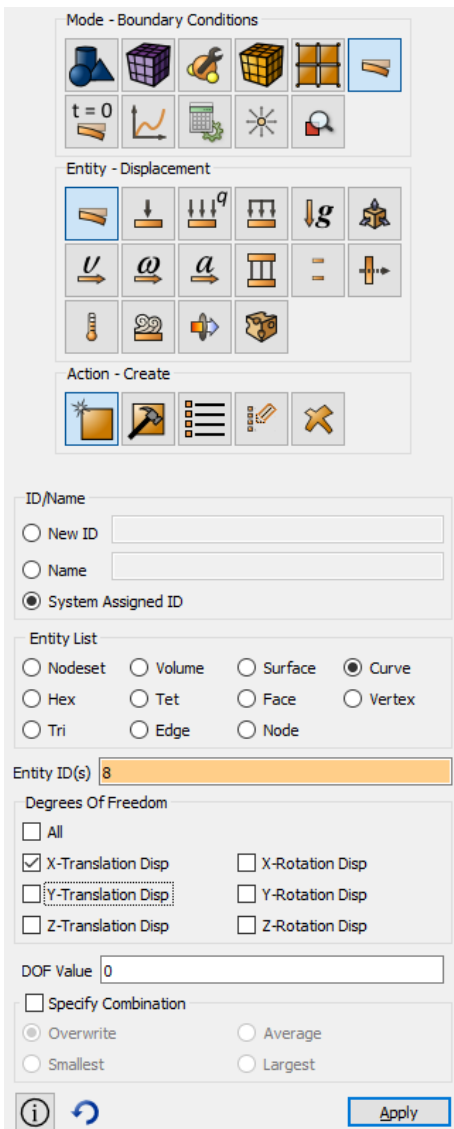 Mode - Boundary Conditions
t = 0
Entity - Displacement
q
g
υ ω a
Action - Create
ID/Name
New ID
Name
System Assigned ID
Entity List
Nodeset Volume Surface Curve
Hex Tet Face Vertex
Tri Edge Node
Entity ID(s) 8
Degrees Of Freedom
All
X-Translation Disp X-Rotation Disp
Y-Translation Disp Y-Rotation Disp
Z-Translation Disp Z-Rotation Disp
DOF Value 0
Specify Combination
Overwrite Average
Smallest Largest
i Apply